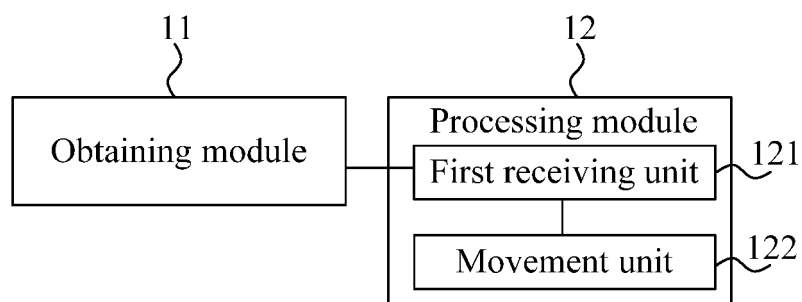 11
12
Obtaining module
Processing module
First receiving unit
121
Movement unit
122